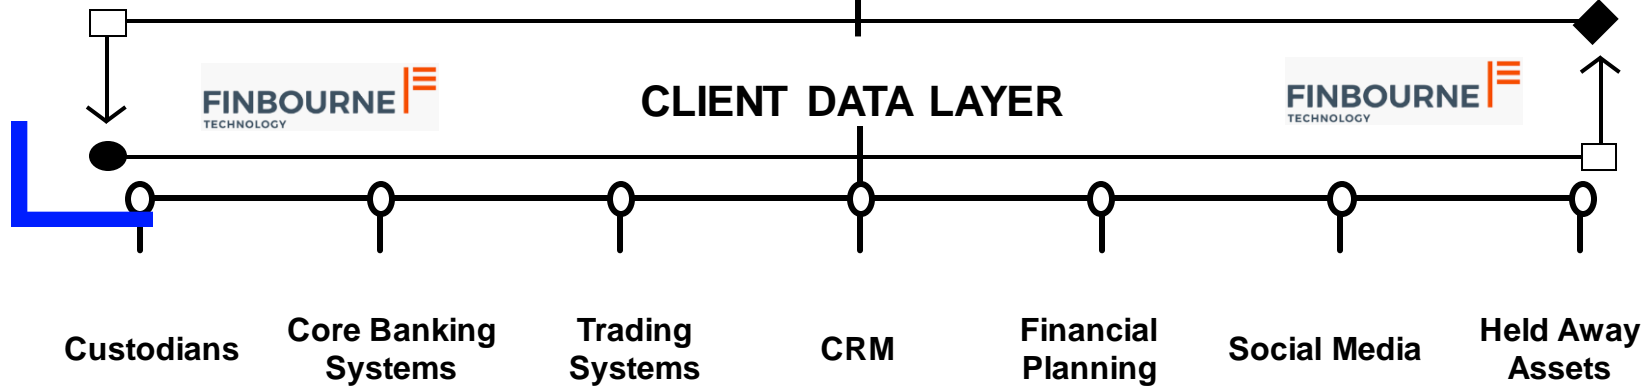 FINBOURNE
TECHNOLOGY
CLIENT DATA LAYER
FINBOURNE
TECHNOLOGY
Custodians
Core Banking
Systems
Trading
Systems
CRM
Financial
Planning
Social Media
Held Away
Assets